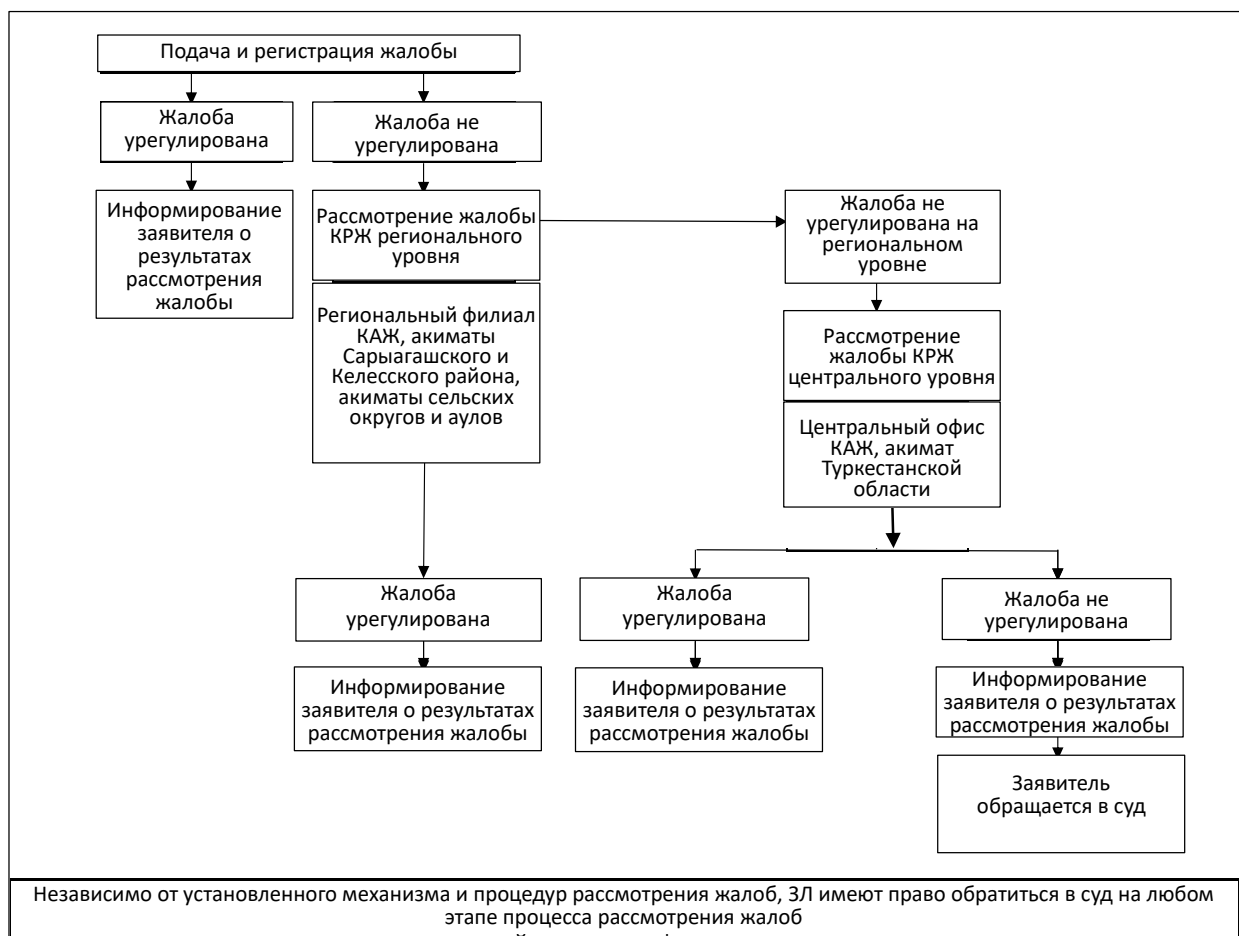 Подача и регистрация жалобы
Жалоба
урегулирована
Жалоба не
урегулирована
Информирование
заявителя о
результатах
рассмотрения
жалобы
Рассмотрение жалобы
КРЖ регионального
уровня
Жалоба не
урегулирована на
региональном
уровне
Региональный филиал
КАЖ, акиматы
Сарыагашского и
Келесского района,
акиматы сельских
округов и аулов
Рассмотрение
жалобы КРЖ
центрального уровня
Центральный офис
КАЖ, акимат
Туркестанской
области
Жалоба
урегулирована
Жалоба
урегулирована
Жалоба не
урегулирована
Информирование
заявителя о результатах
рассмотрения жалобы
Информирование
заявителя о результатах
рассмотрения жалобы
Информирование
заявителя о результатах
рассмотрения жалобы
Заявитель
обращается в суд
Независимо от установленного механизма и процедур рассмотрения жалоб, ЗЛ имеют право обратиться в суд на любом
этапе процесса рассмотрения жалоб